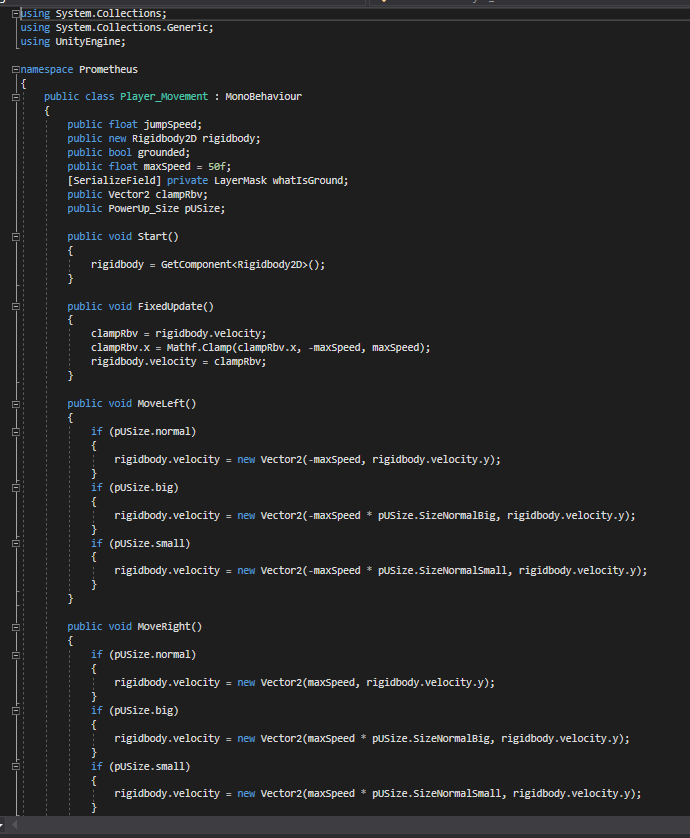 using System.Collections;
using System.Collections.Generic;
using UnityEngine;
namespace Prometheus
{
public class Player_Movement : MonoBehaviour
{
public float jumpSpeed;
public new Rigidbody2D rigidbody;
public bool grounded;
public float maxSpeed = 50f;
[SerializeField] private LayerMask whatIsGround;
public Vector2 clampRbv;
public PowerUp_Size pUSize;
public void Start()
{
rigidbody = GetComponent<Rigidbody2D>();
}
public void FixedUpdate()
{
clampRbv = rigidbody.velocity;
clampRbv.x = Mathf.Clamp(clampRbv.x, -maxSpeed, maxSpeed);
rigidbody.velocity = clampRbv;
}
public void MoveLeft()
{
if (pUSize.normal)
{
rigidbody.velocity = new Vector2(-maxSpeed, rigidbody.velocity.y);
}
if (pUSize.big)
{
rigidbody.velocity = new Vector2(-maxSpeed * pUSize.SizeNormalBig, rigidbody.velocity.y);
}
if (pUSize.small)
{
rigidbody.velocity = new Vector2(-maxSpeed * pUSize.SizeNormalSmall, rigidbody.velocity.y);
}
}
public void MoveRight()
{
if (pUSize.normal)
{
rigidbody.velocity = new Vector2(maxSpeed, rigidbody.velocity.y);
}
if (pUSize.big)
{
rigidbody.velocity = new Vector2(maxSpeed * pUSize.SizeNormalBig, rigidbody.velocity.y);
}
if (pUSize.small)
{
rigidbody.velocity = new Vector2(maxSpeed * pUSize.SizeNormalSmall, rigidbody.velocity.y);
}